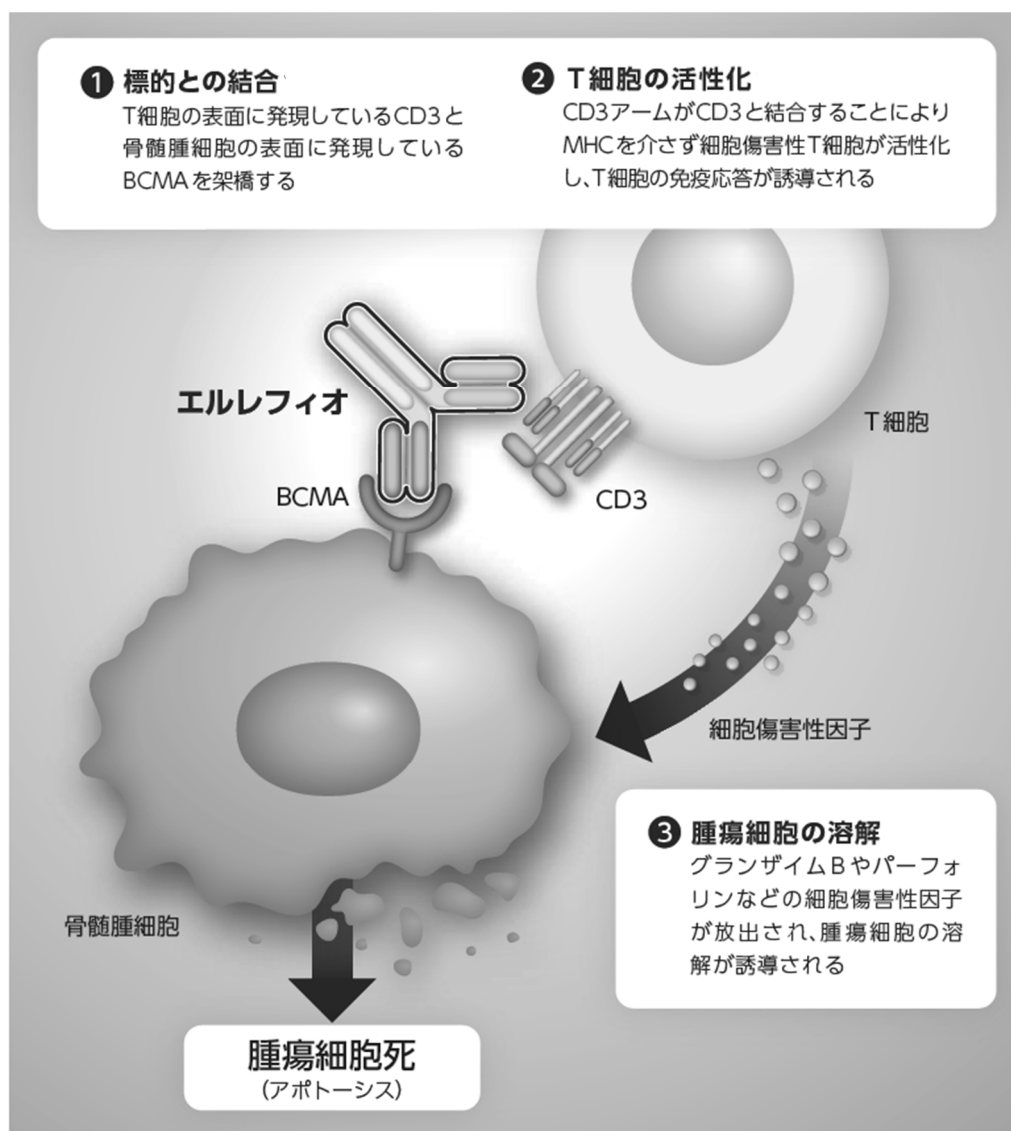 ❶ 標的との結合
T細胞の表面に発現しているCD3と
骨髄腫細胞の表面に発現している
BCMAを架橋する
❷ T細胞の活性化
CD3アームがCD3と結合することにより
MHCを介さず細胞傷害性T細胞が活性化
し、T細胞の免疫応答が誘導される
エルレフィオ
T細胞
BCMA
CD3
細胞傷害性因子
❸ 腫瘍細胞の溶解
グランザイムBやパーフォ
リンなどの細胞傷害性因子
が放出され、腫瘍細胞の溶
解が誘導される
骨髄腫細胞
腫瘍細胞死
(アポトーシス)